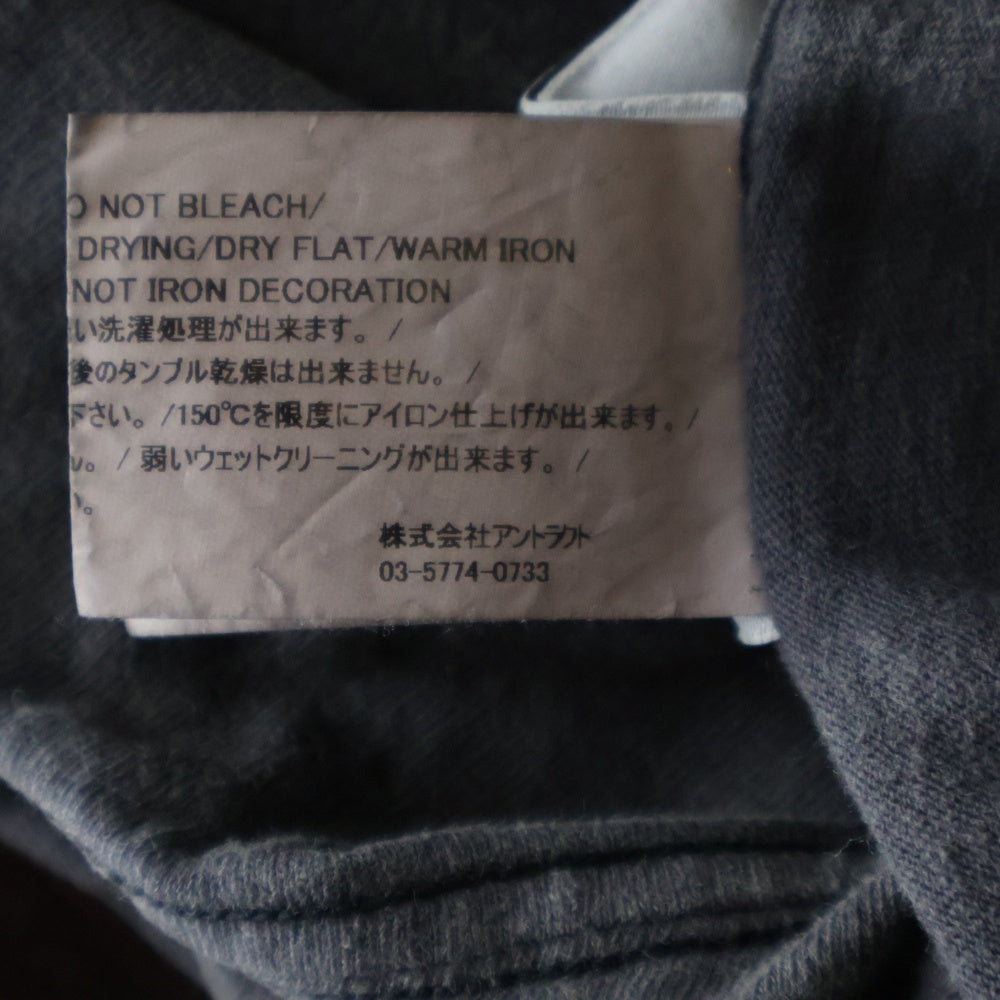 NOT BLEACH/
DRYING/DRY FLAT/WARM IRON
NOT IRON DECORATION
い洗濯処理が出来ます。 /
後のタンブル乾燥は出来ません。 /
下さい。 /150℃を限度にアイロン仕上げが出来ます。 /
ん。 / 弱いウェットクリーニングが出来ます。 /
い。
株式会社アントラクト
03-5774-0733